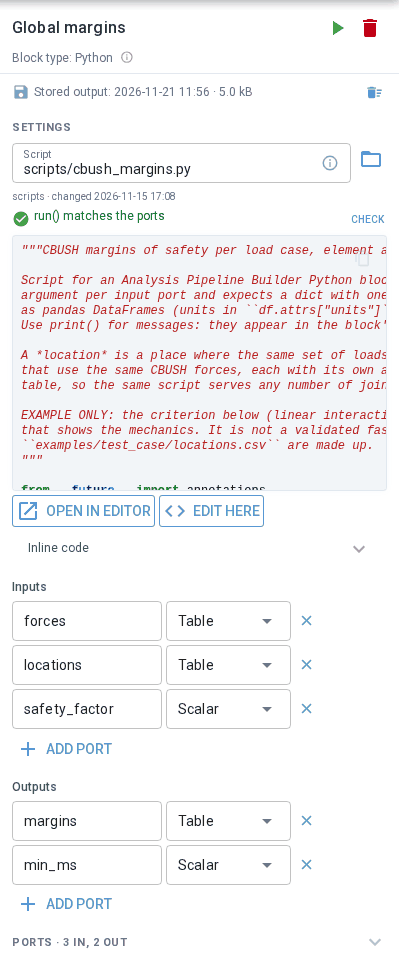 Global margins
Block type: Python
Stored output: 2026-11-21 11:56 · 5.0 kB
SETTINGS
Script
scripts/cbush_margins.py
scripts · changed 2026-11-15 17:08
run() matches the ports
CHECK
"""CBUSH margins of safety per load case, element a
Script for an Analysis Pipeline Builder Python bloc
argument per input port and expects a dict with one
as pandas DataFrames (units in ``df.attrs["units"]`
Use print() for messages: they appear in the block'
A *location* is a place where the same set of loads
that use the same CBUSH forces, each with its own a
table, so the same script serves any number of join
EXAMPLE ONLY: the criterion below (linear interacti
that shows the mechanics. It is not a validated fas
``examples/test_case/locations.csv`` are made up.
"""
from __future__ import annotations
OPEN IN EDITOR
EDIT HERE
Inline code
Inputs
forces Table
locations Table
safety_factor Scalar
ADD PORT
Outputs
margins Table
min_ms Scalar
ADD PORT
PORTS · 3 IN, 2 OUT